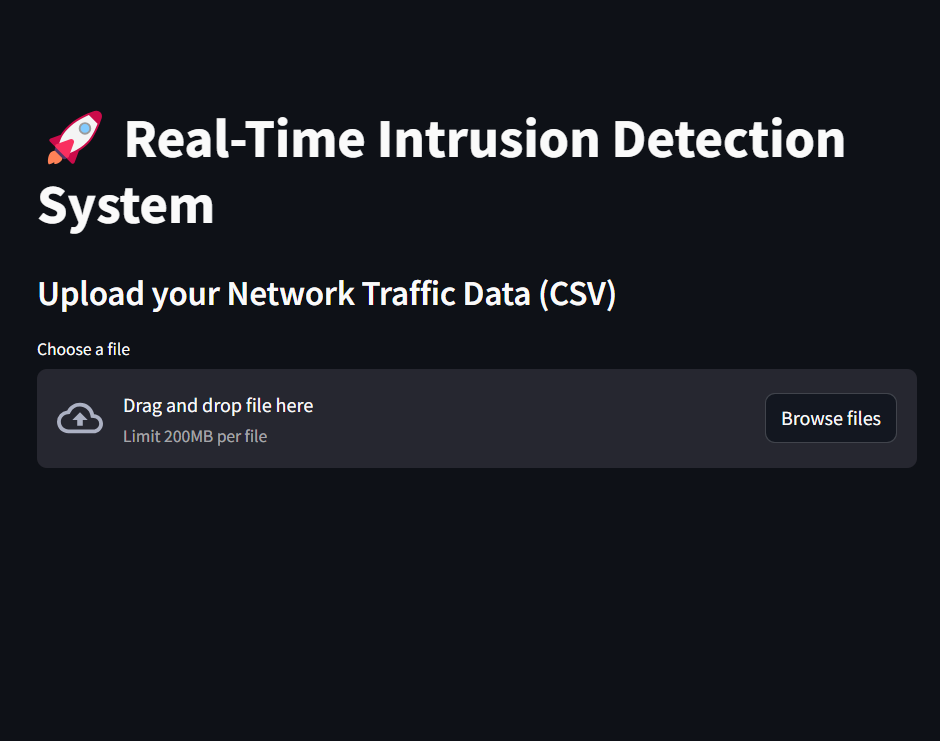 🚀 Real-Time Intrusion Detection
System
Upload your Network Traffic Data (CSV)
Choose a file
Drag and drop file here
Limit 200MB per file
Browse files